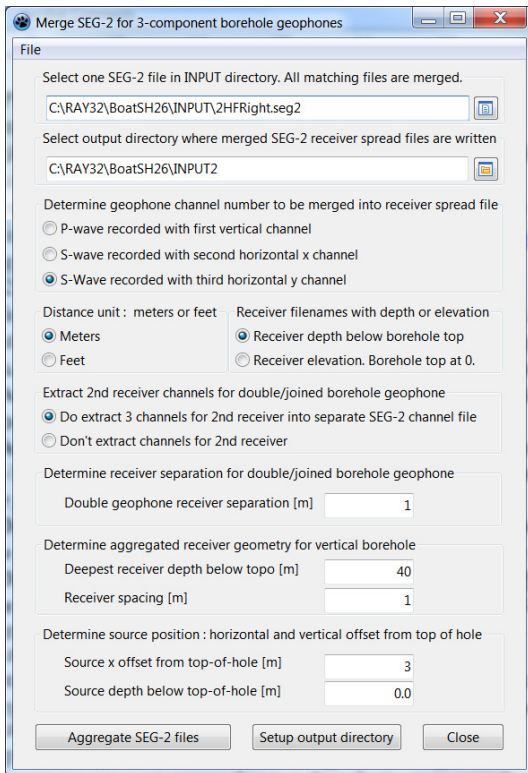 Merge SEG-2 for 3-component borehole geophones
File
Select one SEG-2 file in INPUT directory. All matching files are merged.
C:\RAY32\BoatSH26\INPUT\2HFRight.seg2
Select output directory where merged SEG-2 receiver spread files are written
C:\RAY32\BoatSH26\INPUT2
Determine geophone channel number to be merged into receiver spread file
P-wave recorded with first vertical channel
S-wave recorded with second horizontal x channel
S-Wave recorded with third horizontal y channel
Distance unit : meters or feet
Meters
Feet
Receiver filenames with depth or elevation
Receiver depth below borehole top
Receiver elevation. Borehole top at 0.
Extract 2nd receiver channels for double/joined borehole geophone
Do extract 3 channels for 2nd receiver into separate SEG-2 channel file
Don't extract channels for 2nd receiver
Determine receiver separation for double/joined borehole geophone
Double geophone receiver separation [m] 1
Determine aggregated receiver geometry for vertical borehole
Deepest receiver depth below topo [m] 40
Receiver spacing [m] 1
Determine source position : horizontal and vertical offset from top of hole
Source x offset from top-of-hole [m] 3
Source depth below top-of-hole [m] 0.0
Aggregate SEG-2 files Setup output directory Close